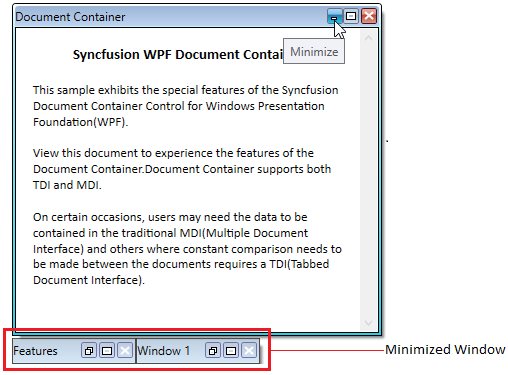 Document Container
Minimize
Syncfusion WPF Document Contai
This sample exhibits the special features of the Syncfusion
Document Container Control for Windows Presentation
Foundation(WPF).
View this document to experience the features of the
Document Container.Document Container supports both
TDI and MDI.
On certain occasions, users may need the data to be
contained in the traditional MDI(Multiple Document
Interface) and others where constant comparison needs to
be made between the documents requires a TDI(Tabbed
Document Interface).
.
Features
Window 1
Minimized Window